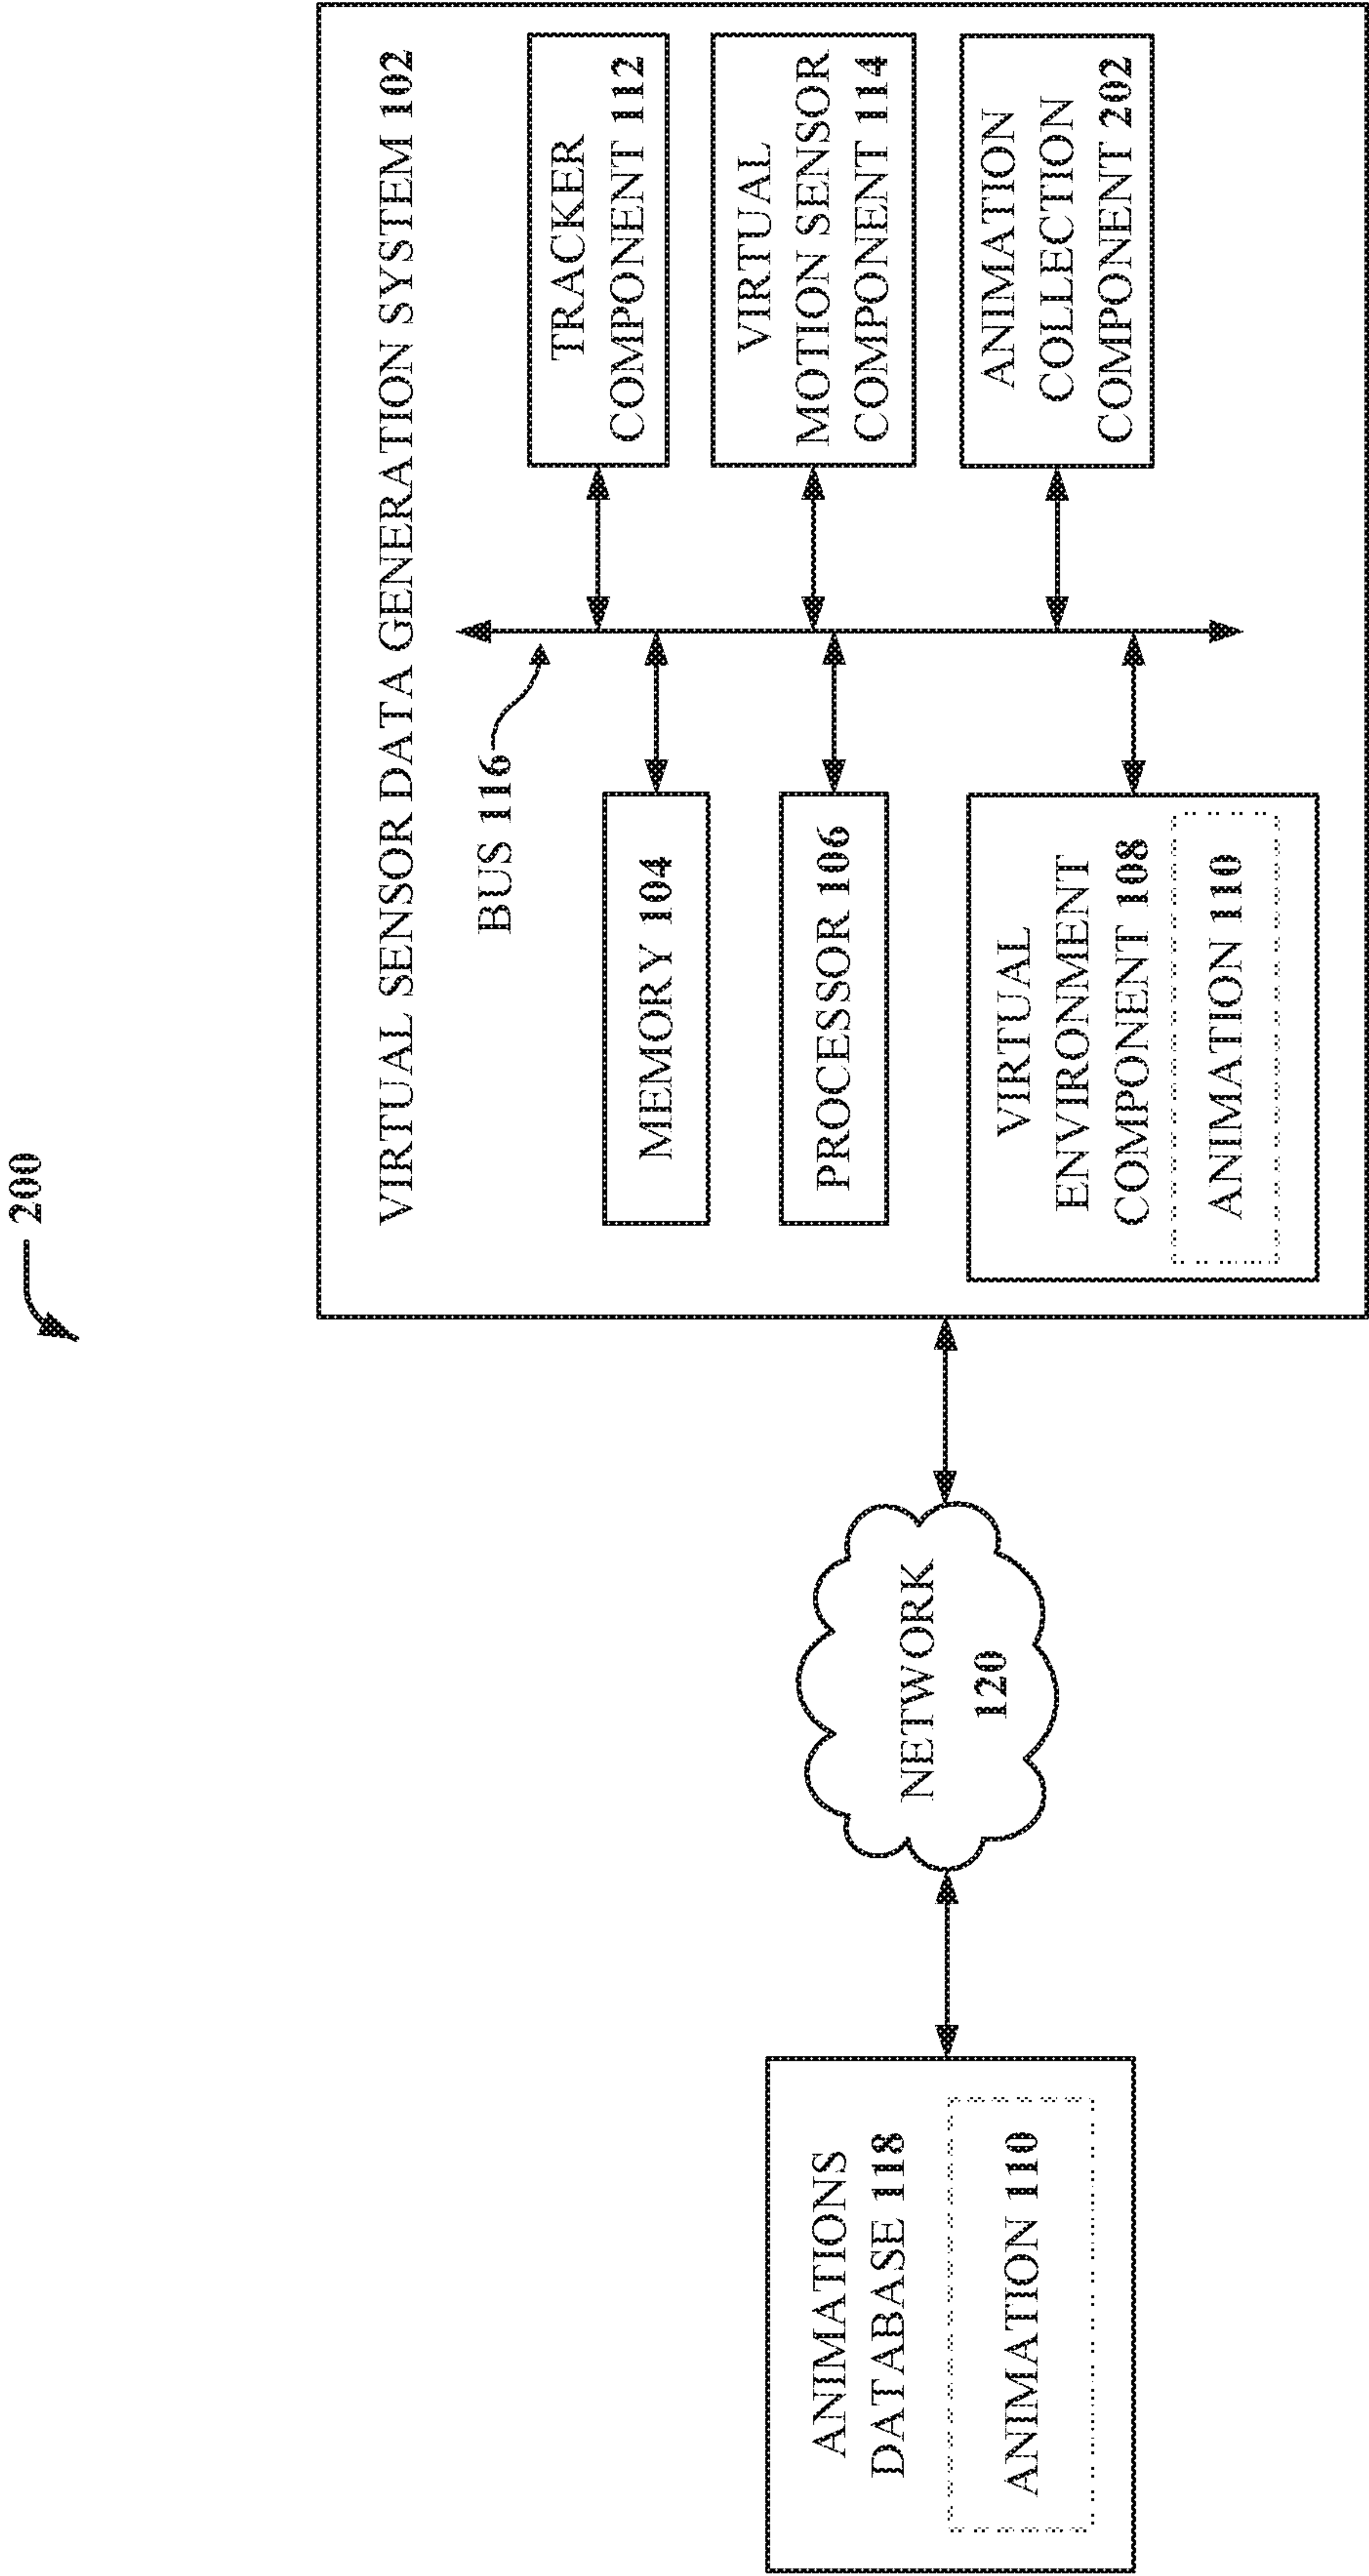 200
VIRTUAL SENSOR DATA GENERATION SYSTEM 102
BUS 116
MEMORY 104
PROCESSOR 106
VIRTUAL
ENVIRONMENT
COMPONENT 108
ANIMATION 110
TRACKER
COMPONENT 112
VIRTUAL
MOTION SENSOR
COMPONENT 114
ANIMATION
COLLECTION
COMPONENT 202
NETWORK
120
ANIMATIONS
DATABASE 118
ANIMATION 110